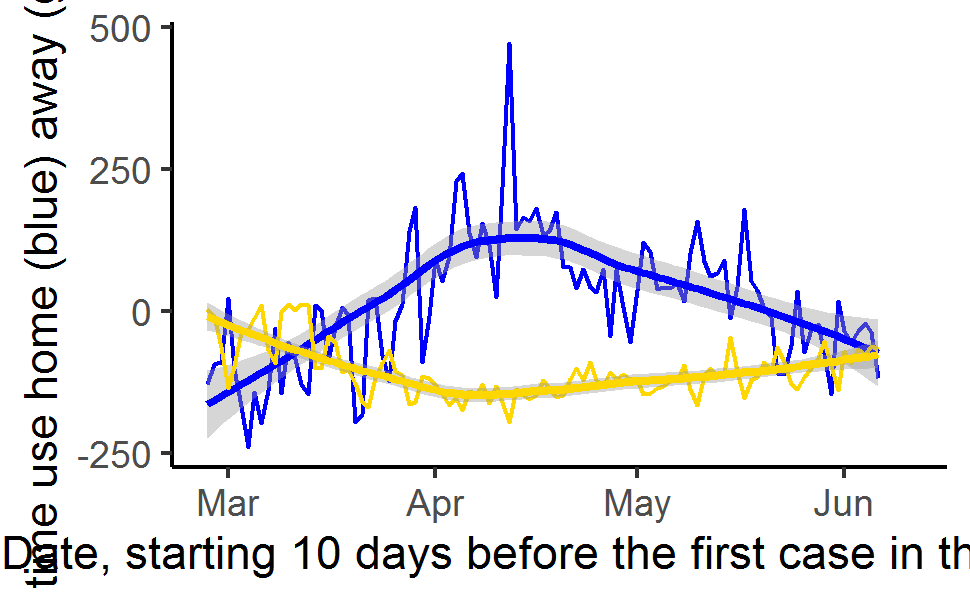 time use home (blue) away (
500
250
0
-250
Mar Apr May Jun
Date, starting 10 days before the first case in th